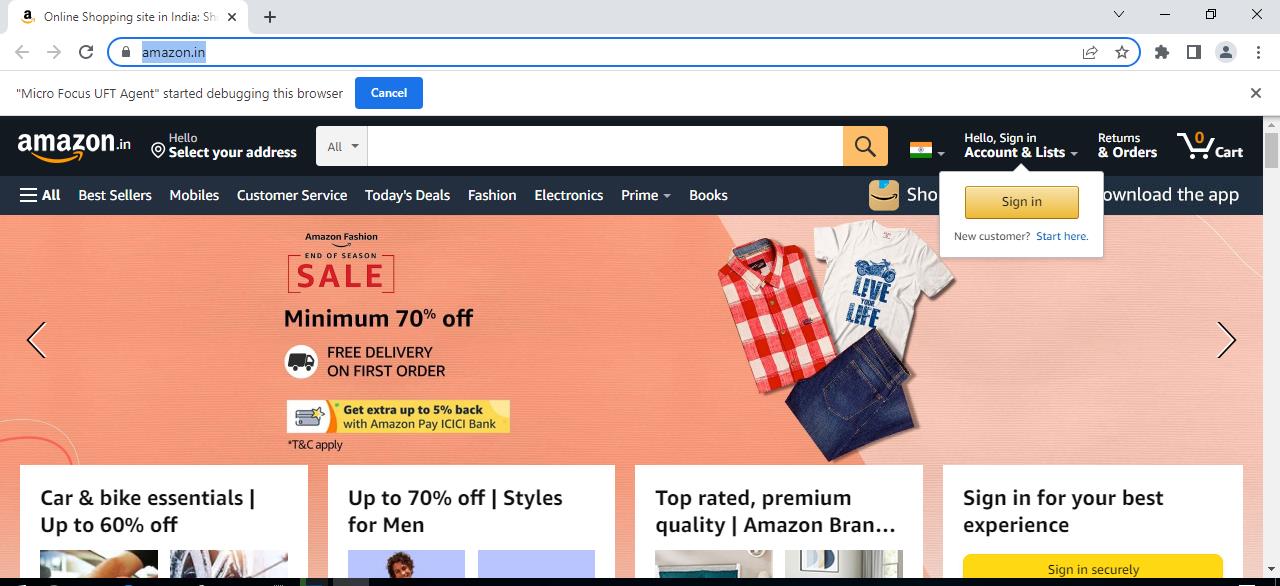 Online Shopping site in India: Sh
amazon.in
"Micro Focus UFT Agent" started debugging this browser
Cancel
amazon.in
Hello
Select your address
All
Hello, Sign in
Account & Lists
Returns
& Orders
0
Cart
All
Best Sellers
Mobiles
Customer Service
Today's Deals
Fashion
Electronics
Prime
Books
Sho
ownload the app
Sign in
New customer? Start here.
Amazon Fashion
END OF SEASON
SALE
Minimum 70% off
FREE DELIVERY
ON FIRST ORDER
Get extra up to 5% back
with Amazon Pay ICICI Bank
*T&C apply
LIVE
YOUR
LIFE
Car & bike essentials |
Up to 60% off
Up to 70% off | Styles
for Men
Top rated, premium
quality | Amazon Bran...
Sign in for your best
experience
Sign in securely